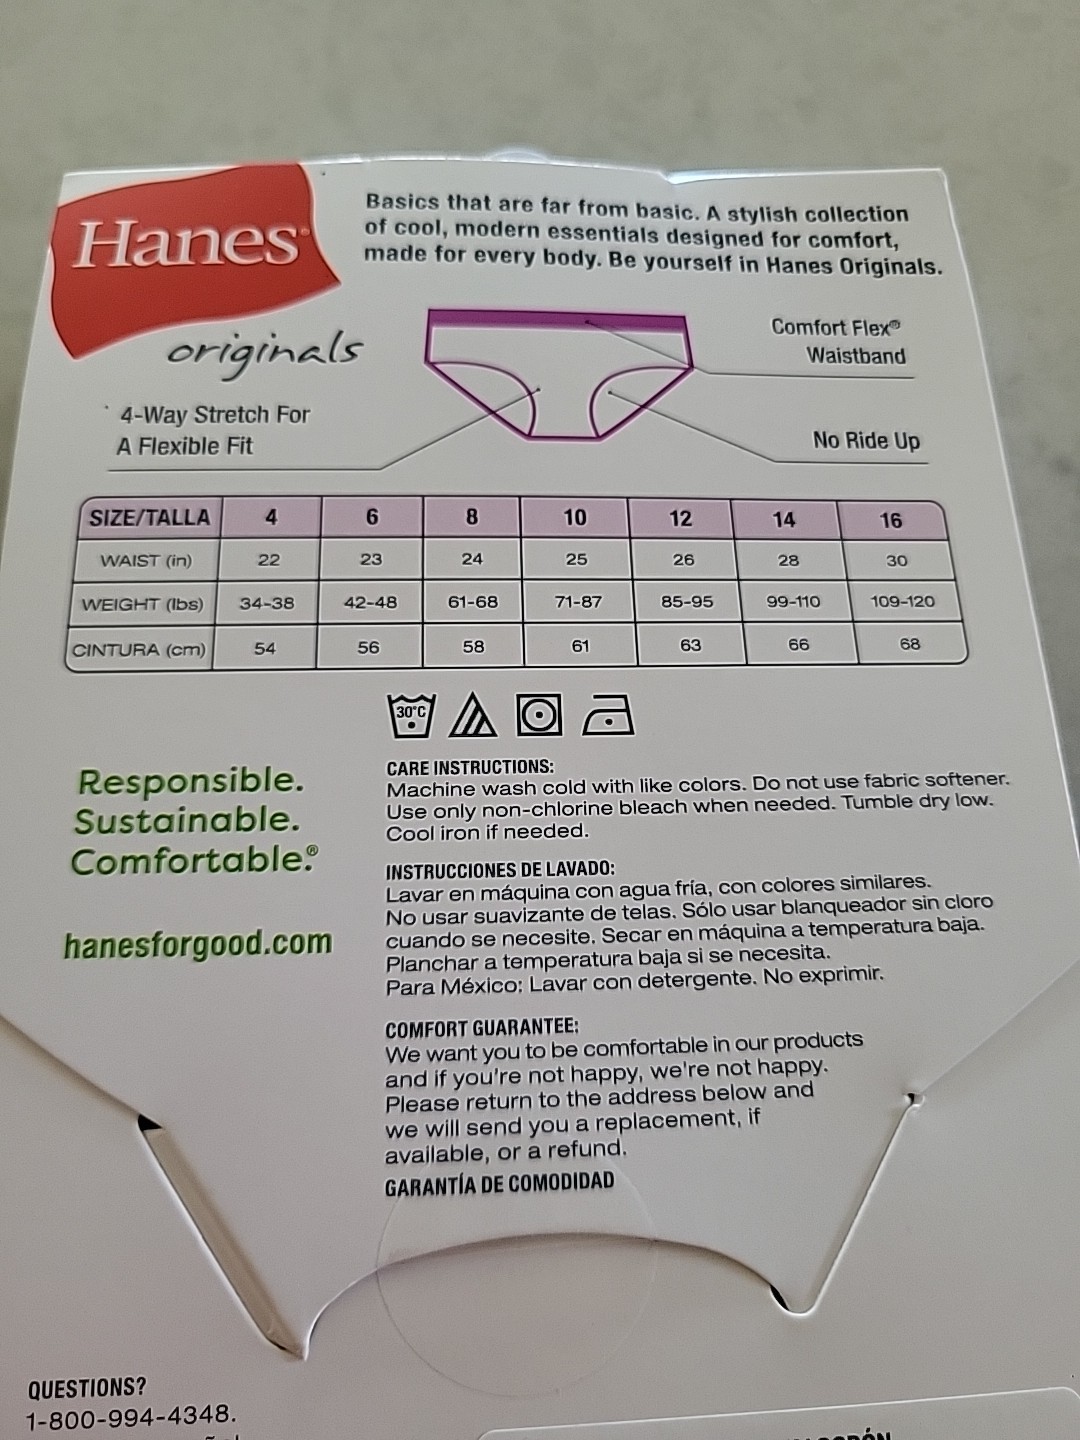 Hanes®
originals
Basics that are far from basic. A stylish collection
of cool, modern essentials designed for comfort,
made for every body. Be yourself in Hanes Originals.
Comfort Flex®
Waistband
4-Way Stretch For
A Flexible Fit
No Ride Up
SIZE/TALLA 4 6 8 10 12 14 16
WAIST (in) 22 23 24 25 26 28 30
WEIGHT (lbs) 34-38 42-48 61-68 71-87 85-95 99-110 109-120
CINTURA (cm) 54 56 58 61 63 66 68
30°C
Responsible.
Sustainable.
Comfortable.®
hanesforgood.com
CARE INSTRUCTIONS:
Machine wash cold with like colors. Do not use fabric softener.
Use only non-chlorine bleach when needed. Tumble dry low.
Cool iron if needed.
INSTRUCCIONES DE LAVADO:
Lavar en máquina con agua fría, con colores similares.
No usar suavizante de telas. Sólo usar blanqueador sin cloro
cuando se necesite. Secar en máquina a temperatura baja.
Planchar a temperatura baja si se necesita.
Para México: Lavar con detergente. No exprimir.
COMFORT GUARANTEE:
We want you to be comfortable in our products
and if you're not happy, we're not happy.
Please return to the address below and
we will send you a replacement, if
available, or a refund.
GARANTÍA DE COMODIDAD
QUESTIONS?
1-800-994-4348.